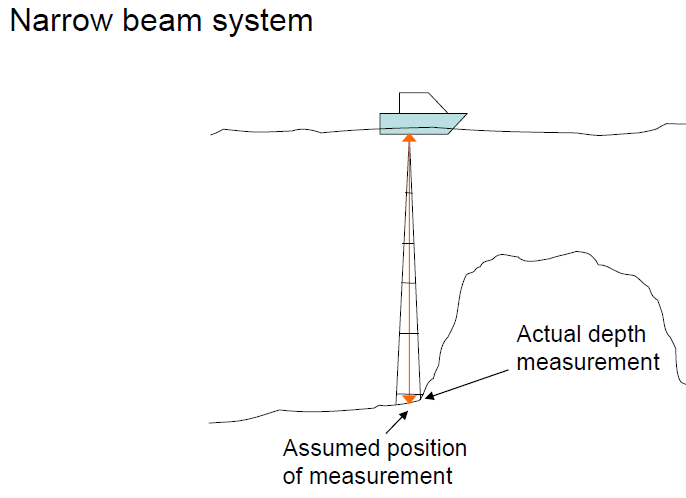 Narrow beam system
Actual depth
measurement
Assumed position
of measurement